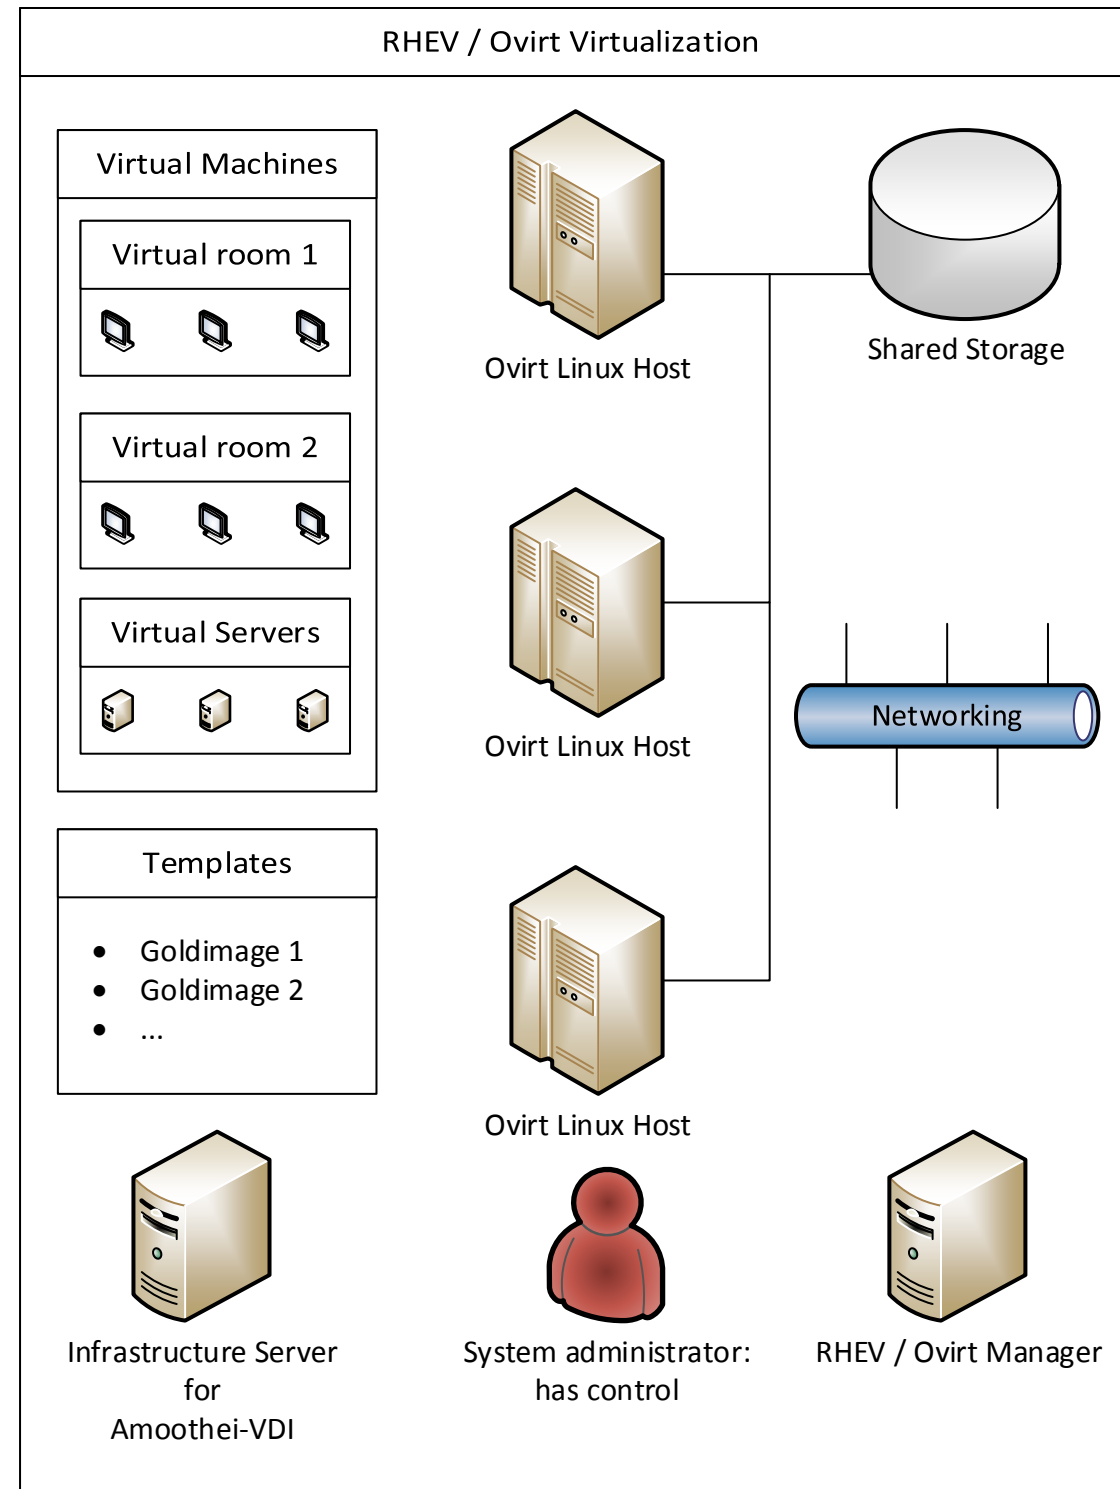 RHEV / Ovirt Virtualization
Virtual Machines
Virtual room 1
Virtual room 2
Virtual Servers
Templates
• Goldimage 1
• Goldimage 2
• ...
Ovirt Linux Host
Shared Storage
Ovirt Linux Host
Networking
Ovirt Linux Host
Infrastructure Server
for
Amoothei-VDI
System administrator:
has control
RHEV / Ovirt Manager